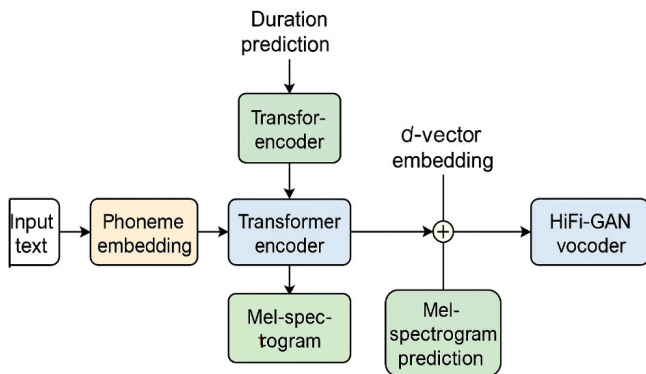 Duration
prediction
Transfor-
encoder
d-vector
embedding
Input
text
Phoneme
embedding
Transformer
encoder
+
HiFi-GAN
vocoder
Mel-spec-
togram
Mel-
spectrogram
prediction